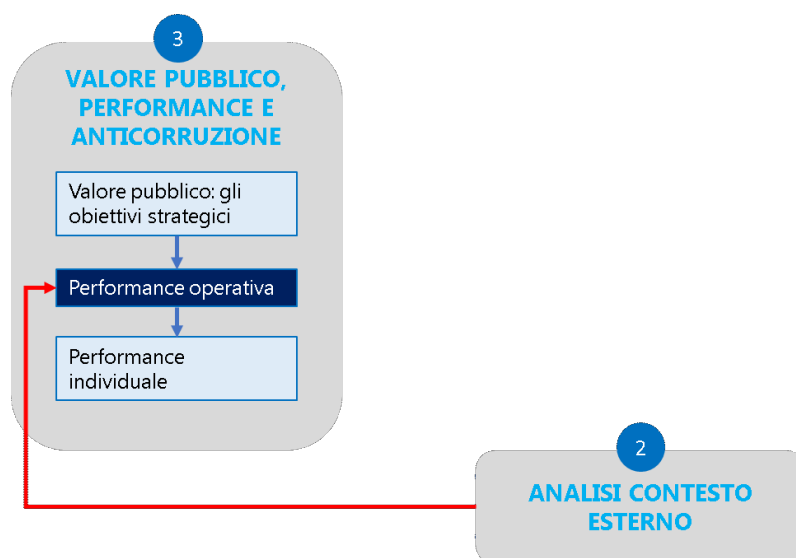 3
VALORE PUBBLICO,
PERFORMANCE E
ANTICORRUZIONE
Valore pubblico: gli
obiettivi strategici
Performance operativa
Performance
individuale
2
ANALISI CONTESTO
ESTERNO